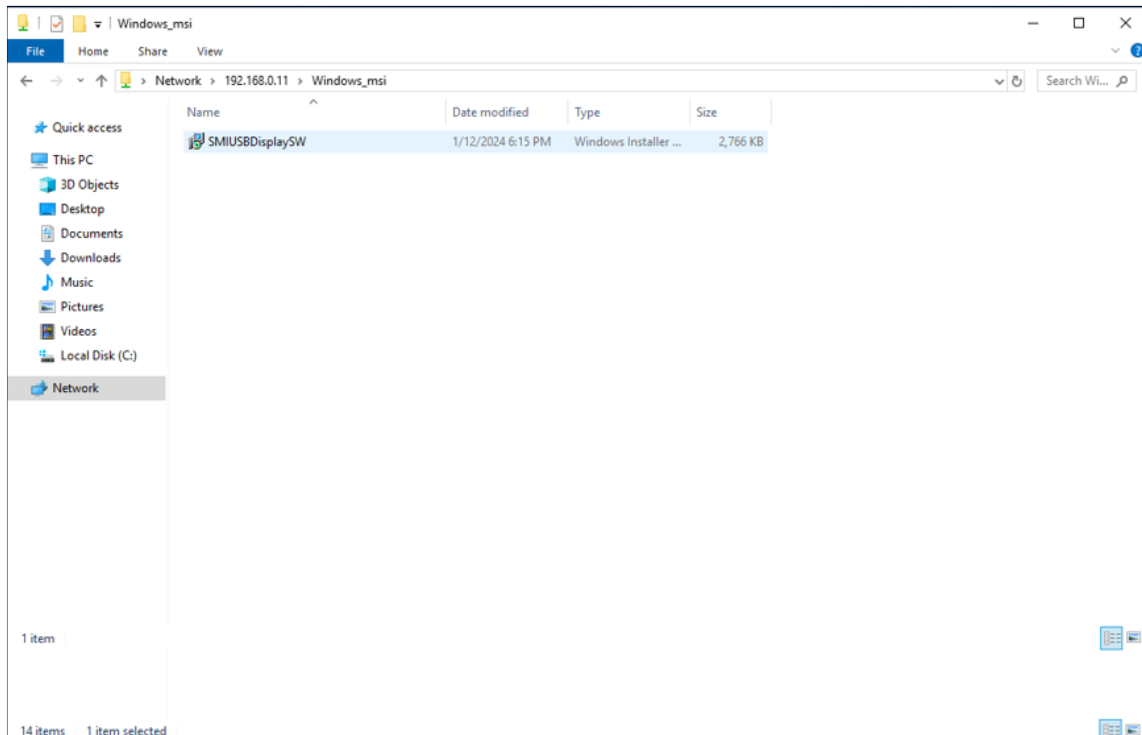 Windows_msi
File Home Share View
Network > 192.168.0.11 > Windows_msi
Search Wi...
Name Date modified Type Size
Quick access
SMIUSBDisplaySW 1/12/2024 6:15 PM Windows Installer ... 2,766 KB
This PC
3D Objects
Desktop
Documents
Downloads
Music
Pictures
Videos
Local Disk (C:)
Network
1 item
14 items 1 item selected